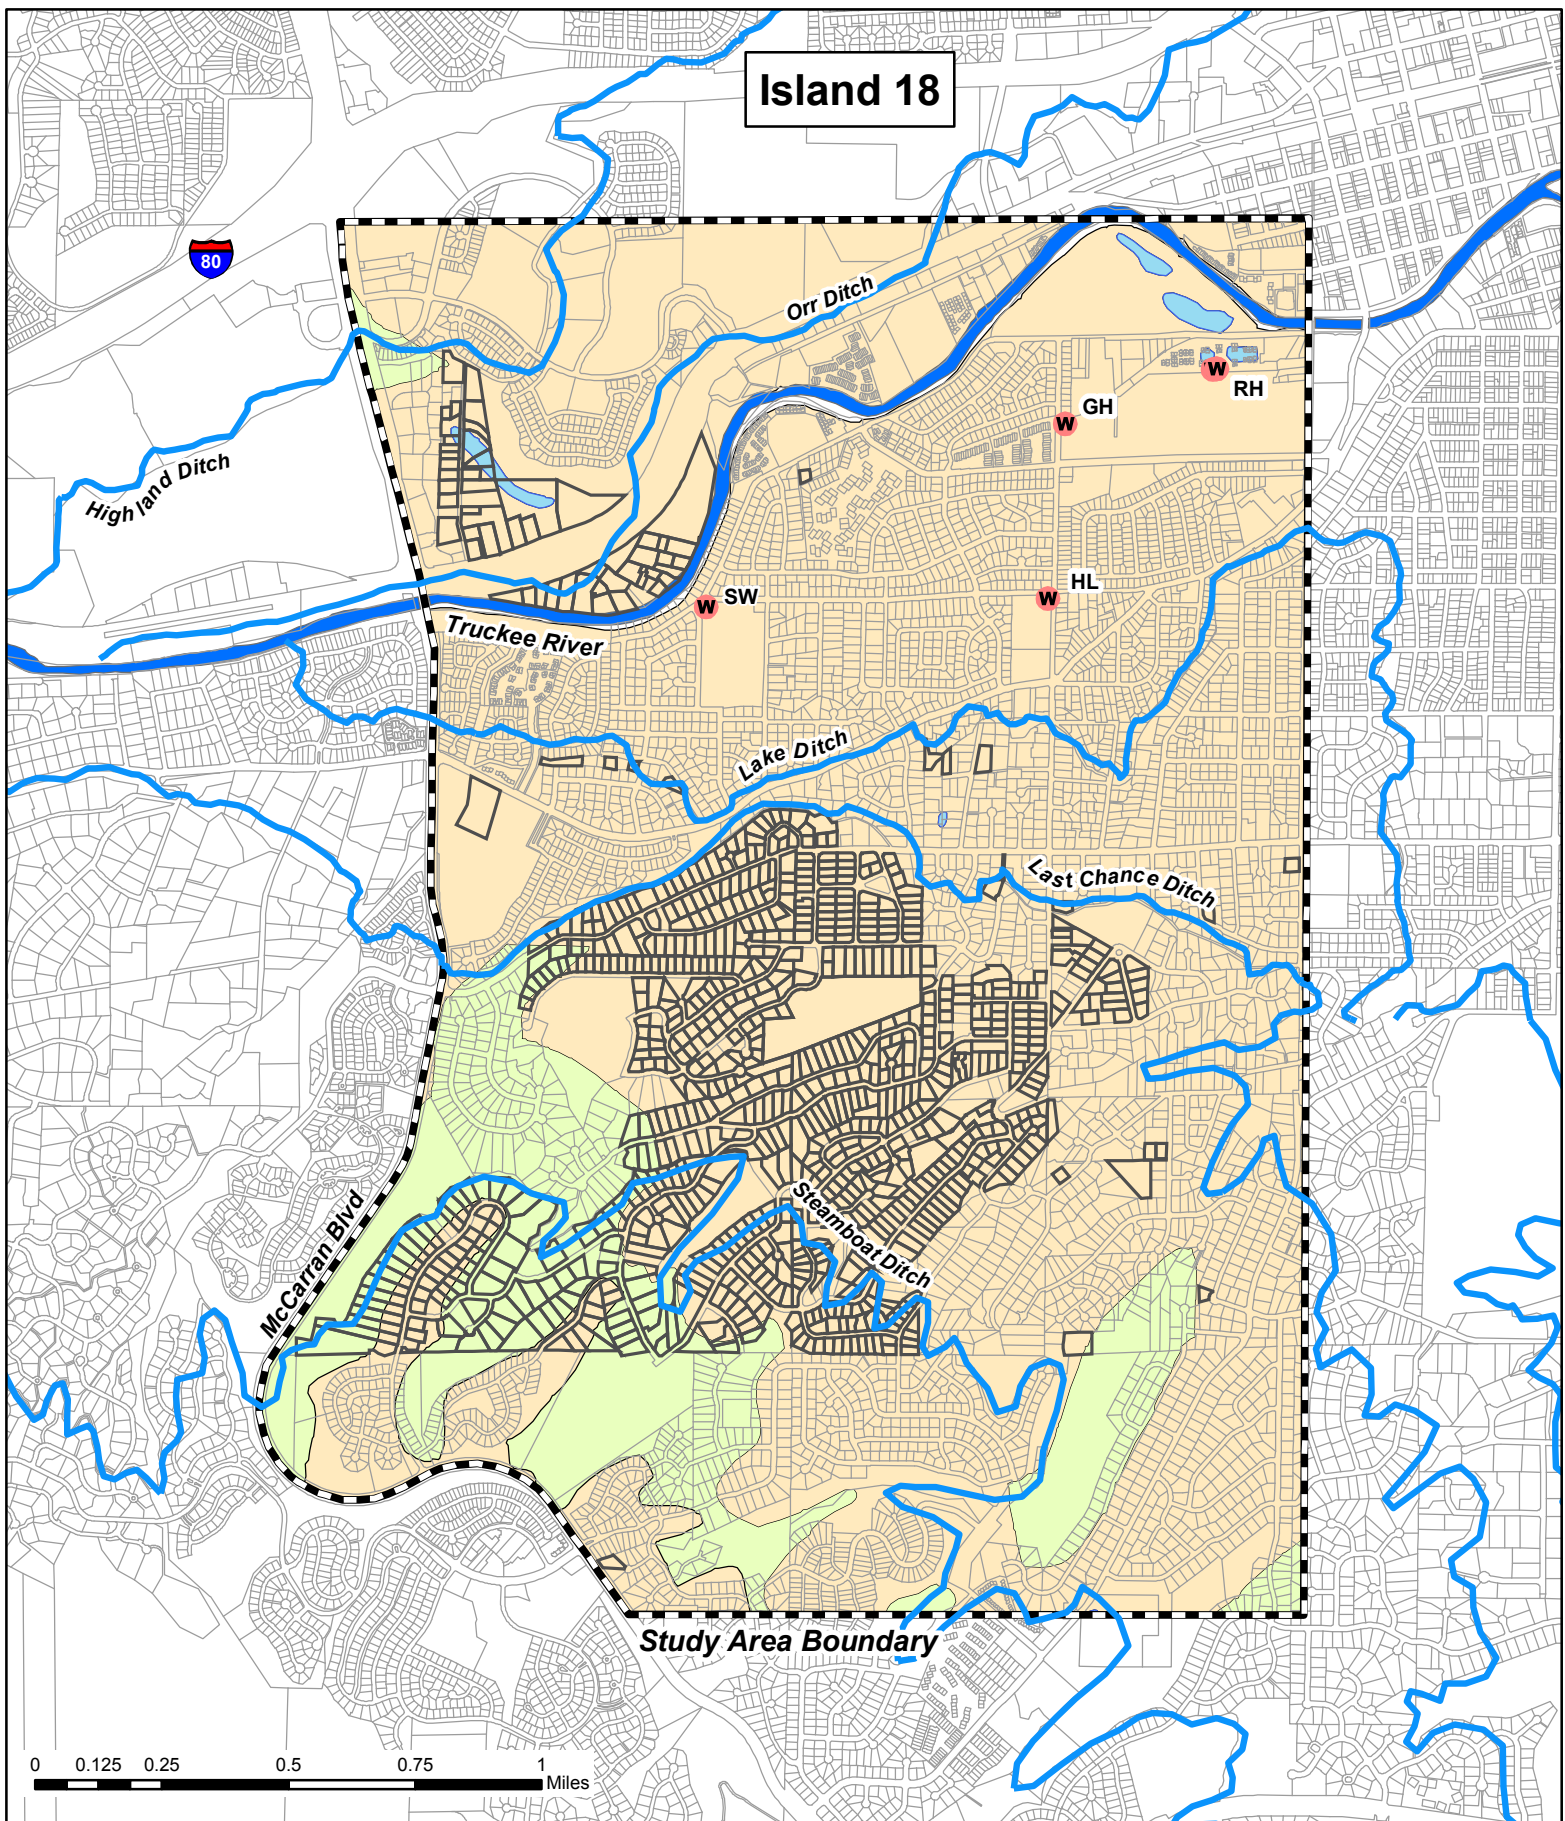 Island 18
80
Orr Ditch
W
RH
GH
W
Highland Ditch
HL
W
SW
W
Truckee River
Lake Ditch
Last Chance Ditch
Steamboat Ditch
McCarran Blvd
Study Area Boundary
0 0.125 0.25 0.5 0.75 1
Miles